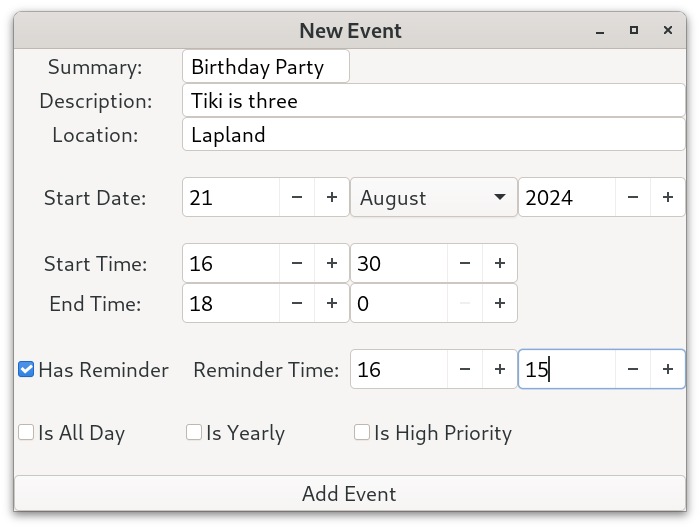 New Event
Summary: Birthday Party
Description: Tiki is three
Location: Lapland
Start Date: 21 − + August 2024 − +
Start Time: 16 − + 30 − +
End Time: 18 − + 0 − +
Has Reminder Reminder Time: 16 − + 15 − +
Is All Day Is Yearly Is High Priority
Add Event